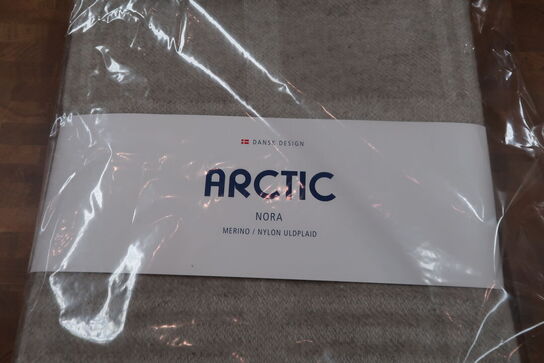 DANSK DESIGN
ARCTIC
NORA
MERINO / NYLON ULDPLAID